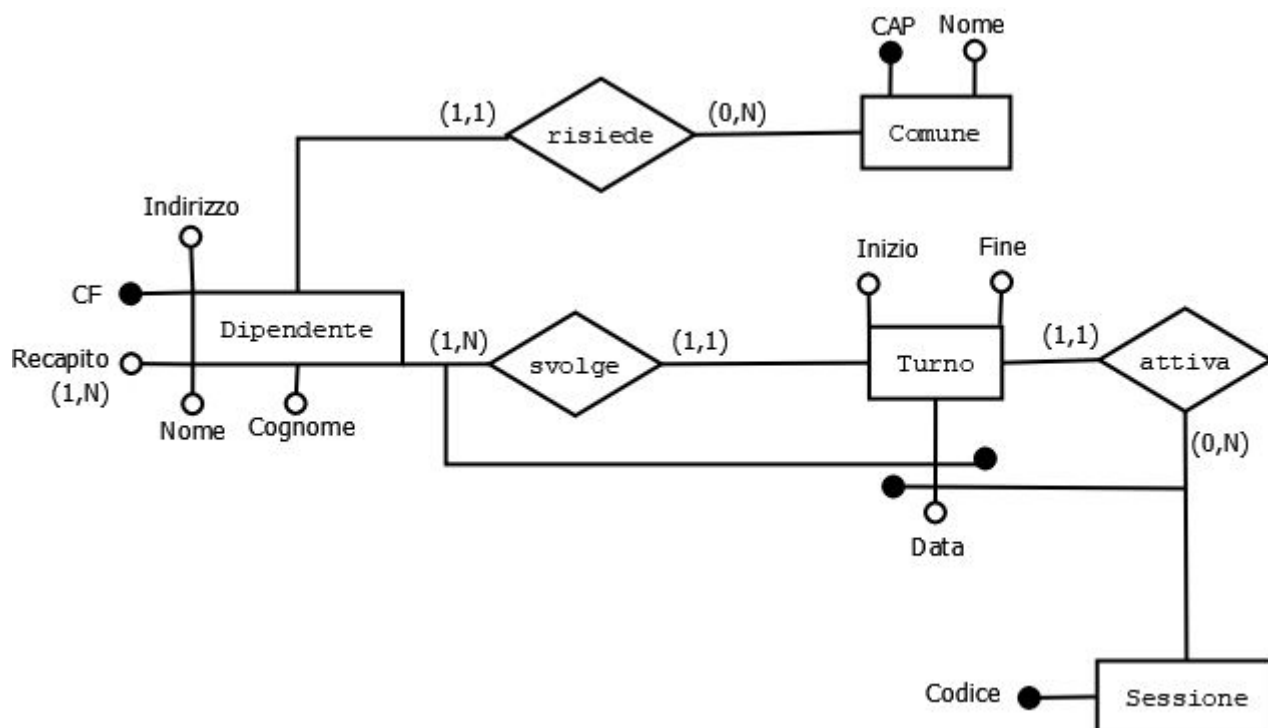 CAP Nome
(1,1) risiede (0,N) Comune
Indirizzo
Inizio Fine
CF
Dipendente
Recapito
(1,N)
(1,N) svolge (1,1) Turno (1,1) attiva
Nome Cognome
(0,N)
Data
Codice Sessione